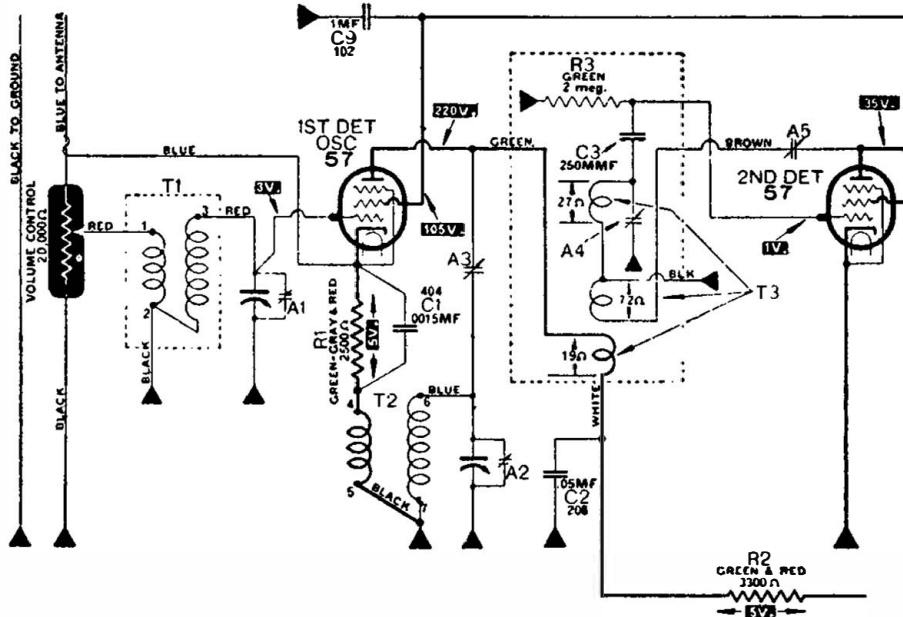 BLACK TO GROUND
BLUE TO ANTENNA
VOLUME CONTROL
20,000Ω
BLACK
RED
BLUE
T1
1
3
RED
2
BLACK
A1
3V.
1MF
C9
102
1ST DET
OSC
57
220V.
105V.
GREEN
R1
GREEN-GRAY & RED
2500Ω
5V.
404
C1
0015MF
A3
T2
4
5
BLACK
BLUE
6
1
A2
R3
GREEN
2 meg.
C3
250MMF
27Ω
A4
BLK
22Ω
T3
19Ω
WHITE
.05MF
C2
206
BROWN
A5
35V.
2ND DET
57
1V.
R2
GREEN & RED
3300Ω
5V.